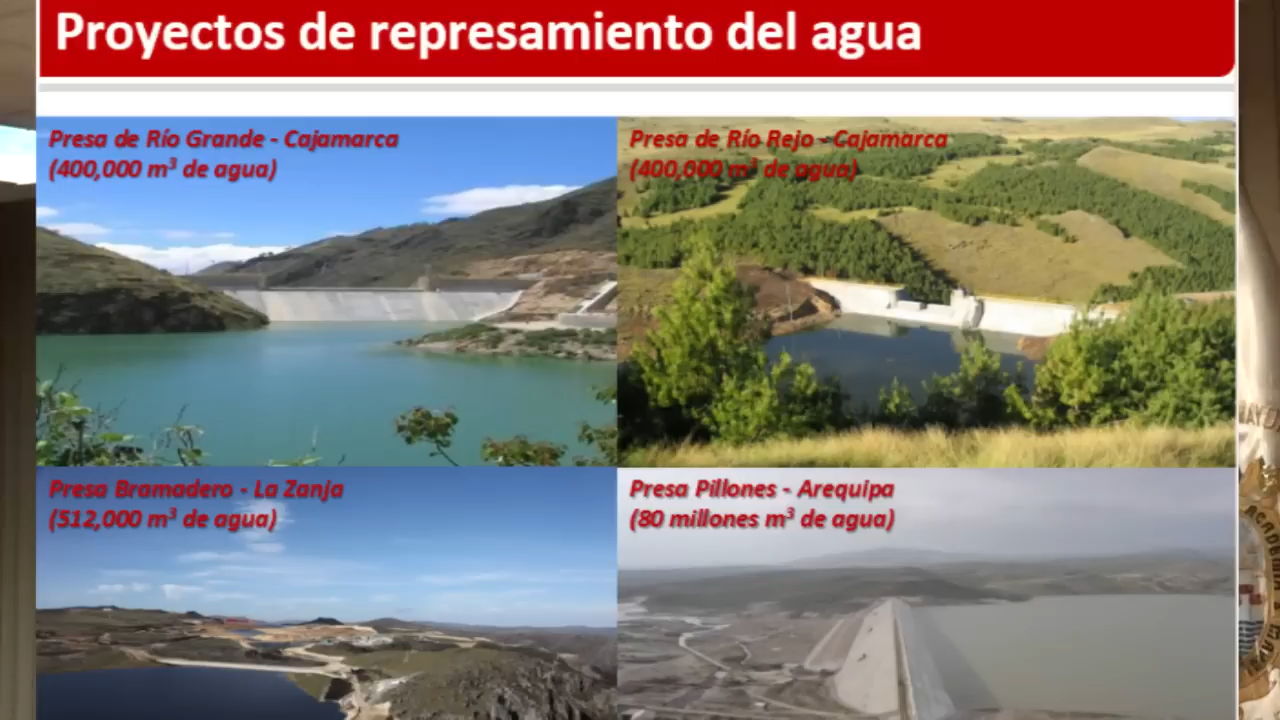 Proyectos de represamiento del agua
Presa de Río Grande - Cajamarca
(400,000 m³ de agua)
Presa de Río Rejo - Cajamarca
(400,000 m³ de agua)
Presa Bramadero - La Zanja
(512,000 m³ de agua)
Presa Pillones - Arequipa
(80 millones m³ de agua)